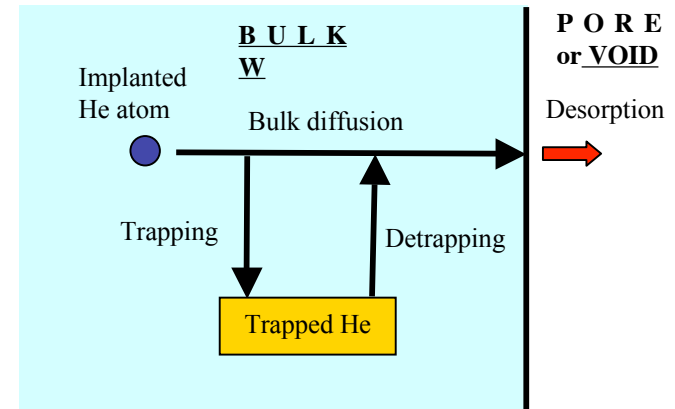 B U L K
W
P O R E
or VOID
Implanted
He atom
Bulk diffusion
Desorption
Trapping
Detrapping
Trapped He